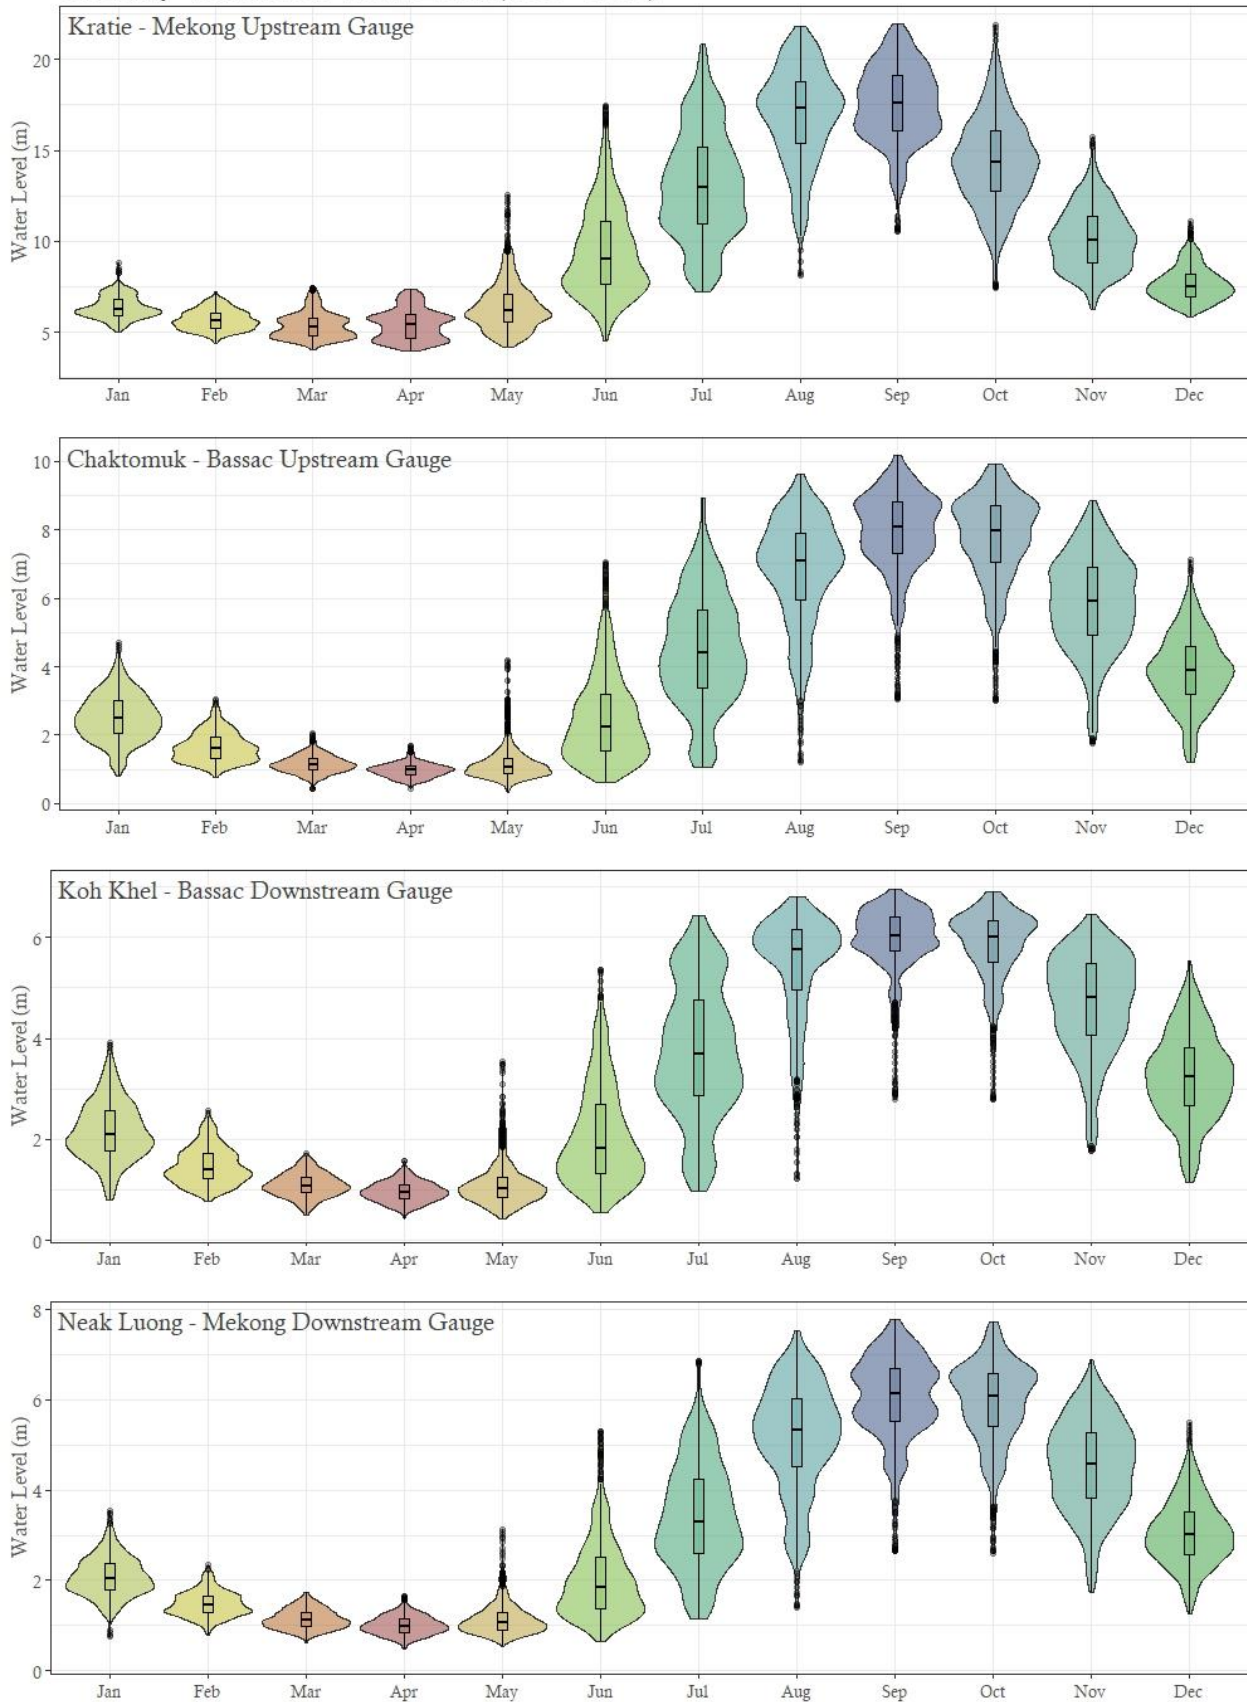 Kratie - Mekong Upstream Gauge
Water Level (m)
20
15
10
5
Jan Feb Mar Apr May Jun Jul Aug Sep Oct Nov Dec
Chaktomuk - Bassac Upstream Gauge
Water Level (m)
10
8
6
4
2
0
Jan Feb Mar Apr May Jun Jul Aug Sep Oct Nov Dec
Koh Khel - Bassac Downstream Gauge
Water Level (m)
6
4
2
0
Jan Feb Mar Apr May Jun Jul Aug Sep Oct Nov Dec
Neak Luong - Mekong Downstream Gauge
Water Level (m)
8
6
4
2
0
Jan Feb Mar Apr May Jun Jul Aug Sep Oct Nov Dec